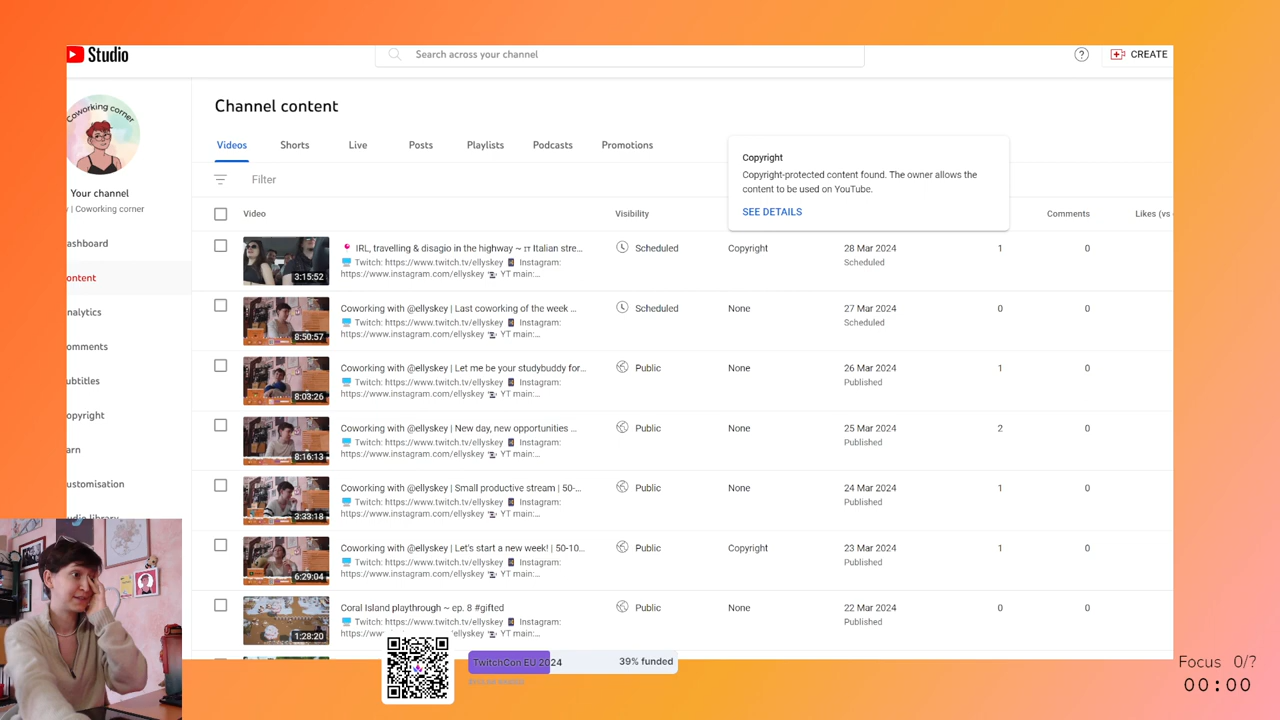 Studio
Search across your channel
CREATE
Coworking corner
Your channel
| Coworking corner
ashboard
ontent
nalytics
omments
ubtitles
opyright
arn
ustomisation
Channel content
Videos
Shorts
Live
Posts
Playlists
Podcasts
Promotions
Copyright
Copyright-protected content found. The owner allows the
content to be used on YouTube.
SEE DETAILS
Filter
Video
Visibility
Comments
Likes (vs
3:15:52
IRL, travelling & disagio in the highway ~ IT Italian stre...
Twitch: https://www.twitch.tv/ellyskey Instagram:
https://www.instagram.com/ellyskey YT main:...
Scheduled
Copyright
28 Mar 2024
Scheduled
1
0
8:50:57
Coworking with @ellyskey | Last coworking of the week ...
Twitch: https://www.twitch.tv/ellyskey Instagram:
https://www.instagram.com/ellyskey YT main:...
Scheduled
None
27 Mar 2024
Scheduled
0
0
8:03:26
Coworking with @ellyskey | Let me be your studybuddy for...
Twitch: https://www.twitch.tv/ellyskey Instagram:
https://www.instagram.com/ellyskey YT main:...
Public
None
26 Mar 2024
Published
1
0
8:16:13
Coworking with @ellyskey | New day, new opportunities ...
Twitch: https://www.twitch.tv/ellyskey Instagram:
https://www.instagram.com/ellyskey YT main:...
Public
None
25 Mar 2024
Published
2
0
3:33:18
Coworking with @ellyskey | Small productive stream | 50-...
Twitch: https://www.twitch.tv/ellyskey Instagram:
https://www.instagram.com/ellyskey YT main:...
Public
None
24 Mar 2024
Published
1
0
6:29:04
Coworking with @ellyskey | Let's start a new week! | 50-10...
Twitch: https://www.twitch.tv/ellyskey Instagram:
https://www.instagram.com/ellyskey YT main:...
Public
Copyright
23 Mar 2024
Published
1
0
1:28:20
Coral Island playthrough ~ ep. 8 #gifted
Twitch: https://www.twitch.tv/ellyskey Instagram:
https://www.instagram.com/ellyskey YT main:...
Public
None
22 Mar 2024
Published
0
0
TwitchCon EU 2024
39% funded
Focus 0/?
00:00